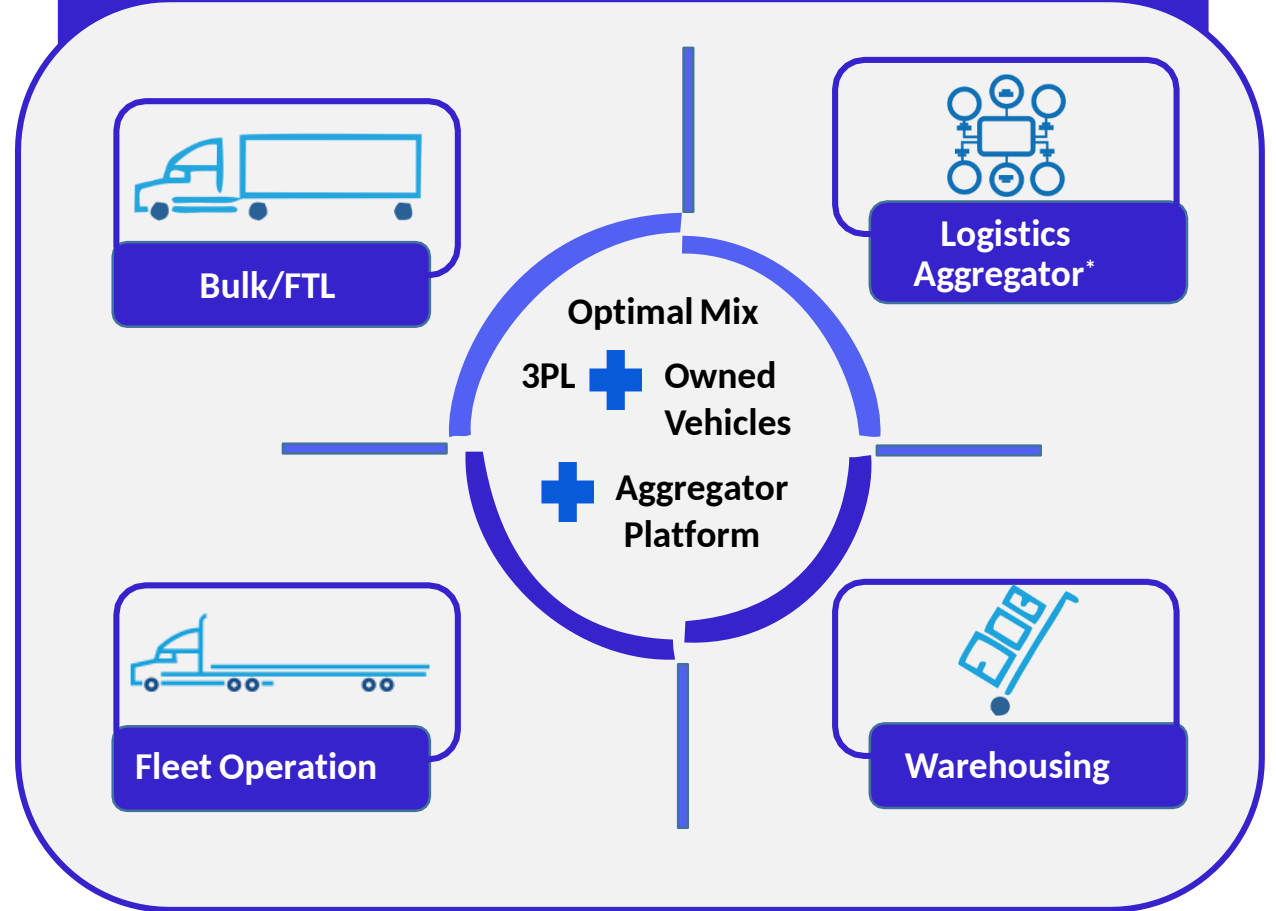 Bulk/FTL
Logistics
Aggregator*
Optimal Mix
3PL
Owned
Vehicles
Aggregator
Platform
Fleet Operation
Warehousing